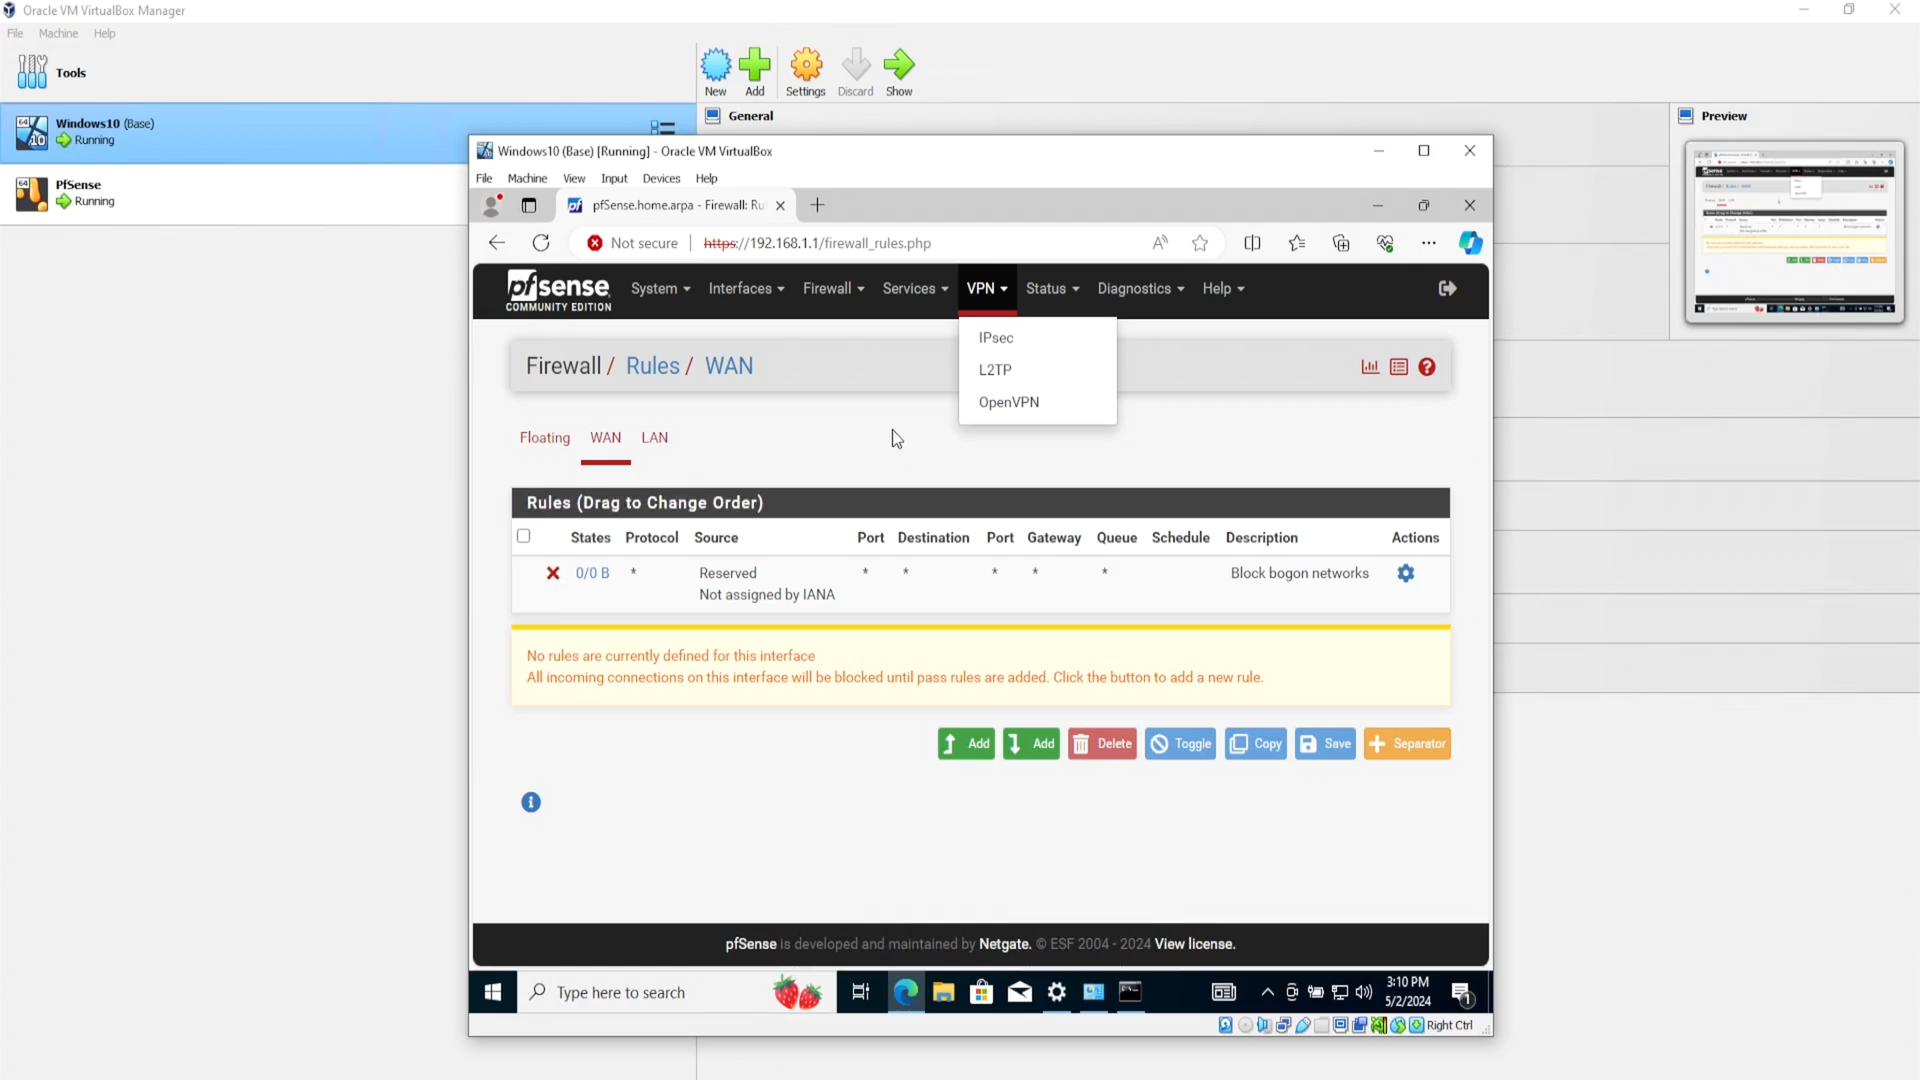 Oracle VM VirtualBox Manager
File Machine Help
Tools
New Add Settings Discard Show
Windows10 (Base)
Running
PfSense
Running
General
Preview
Windows10 (Base) [Running] - Oracle VM VirtualBox
File Machine View Input Devices Help
pfSense.home.arpa - Firewall: Ru
Not secure https://192.168.1.1/firewall_rules.php
pfsense
COMMUNITY EDITION
System Interfaces Firewall Services VPN Status Diagnostics Help
IPsec
L2TP
OpenVPN
Firewall / Rules / WAN
Floating WAN LAN
Rules (Drag to Change Order)
States Protocol Source Port Destination Port Gateway Queue Schedule Description Actions
0/0 B * Reserved * * * * * Block bogon networks
Not assigned by IANA
No rules are currently defined for this interface
All incoming connections on this interface will be blocked until pass rules are added. Click the button to add a new rule.
Add Add Delete Toggle Copy Save Separator
pfSense is developed and maintained by Netgate. © ESF 2004 - 2024 View license.
Type here to search
3:10 PM
5/2/2024
1
Right Ctrl